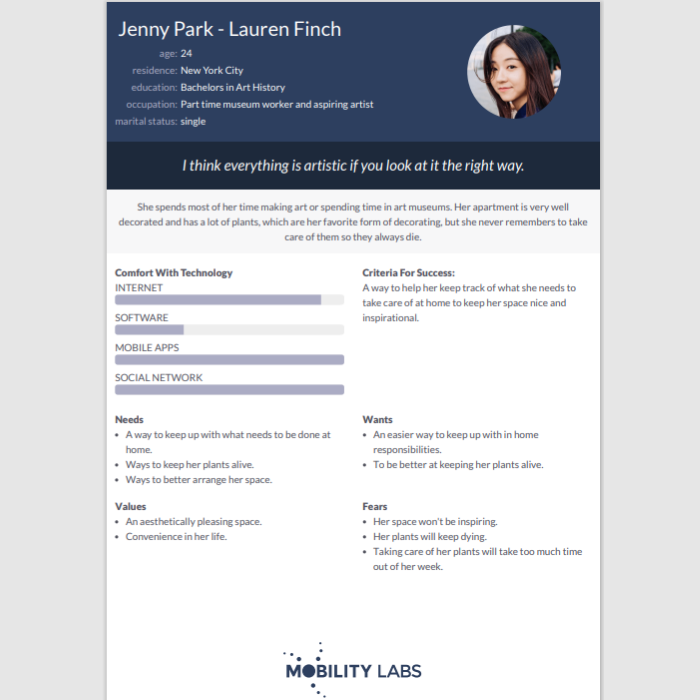 Jenny Park - Lauren Finch
age: 24
residence: New York City
education: Bachelors in Art History
occupation: Part time museum worker and aspiring artist
marital status: single
I think everything is artistic if you look at it the right way.
She spends most of her time making art or spending time in art museums. Her apartment is very well
decorated and has a lot of plants, which are her favorite form of decorating, but she never remembers to take
care of them so they always die.
Comfort With Technology
INTERNET
SOFTWARE
MOBILE APPS
SOCIAL NETWORK
Criteria For Success:
A way to help her keep track of what she needs to
take care of at home to keep her space nice and
inspirational.
Needs
• A way to keep up with what needs to be done at
home.
• Ways to keep her plants alive.
• Ways to better arrange her space.
Wants
• An easier way to keep up with in home
responsibilities.
• To be better at keeping her plants alive.
Values
• An aesthetically pleasing space.
• Convenience in her life.
Fears
• Her space won't be inspiring.
• Her plants will keep dying.
• Taking care of her plants will take too much time
out of her week.
MOBILITY LABS